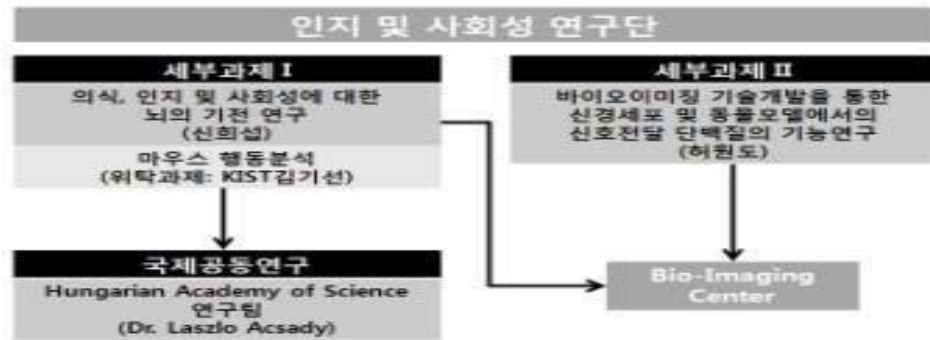 인지 및 사회성 연구단
세부과제 I
의식, 인지 및 사회성에 대한
뇌의 기전 연구
(신희섭)
마우스 행동분석
(위탁과제: KIST김기선)
국제공동연구
Hungarian Academy of Science
연구팀
(Dr. Laszlo Acsady)
세부과제 II
바이오이미징 기술개발을 통한
신경세포 및 동물모델에서의
신호전달 단백질의 기능연구
(허원도)
Bio-Imaging
Center